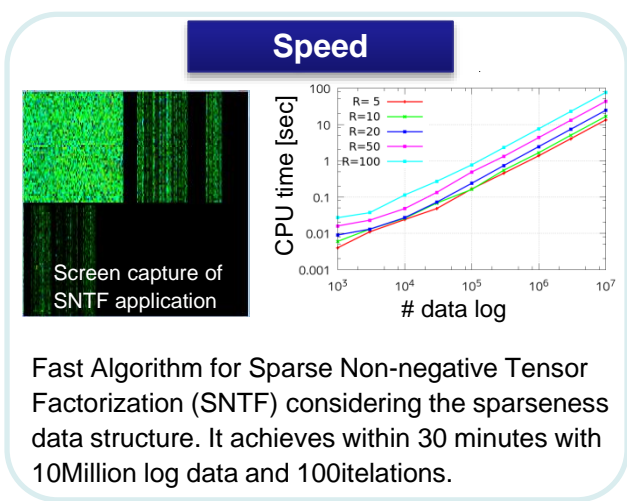 Speed
Screen capture of
SNTF application
CPU time [sec]
100
10
1
0.1
0.01
0.001
R= 5
R=10
R=20
R=50
R=100
10³
10⁴
10⁵
10⁶
10⁷
# data log
Fast Algorithm for Sparse Non-negative Tensor
Factorization (SNTF) considering the sparseness
data structure. It achieves within 30 minutes with
10Million log data and 100itelations.